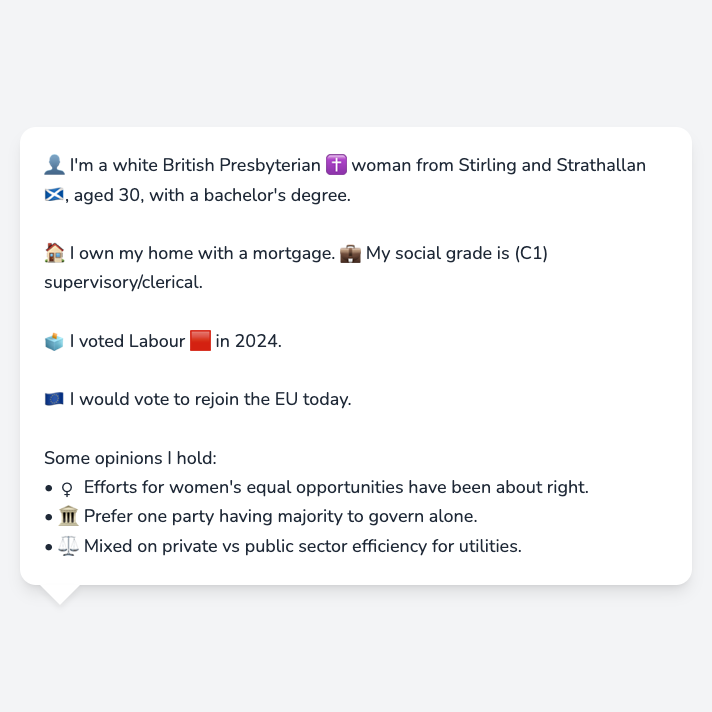 👤 I'm a white British Presbyterian ✝️ woman from Stirling and Strathallan
🏴󠁧󠁢󠁳󠁣󠁴󠁿, aged 30, with a bachelor's degree.
🏠 I own my home with a mortgage. 💼 My social grade is (C1)
supervisory/clerical.
🗳️ I voted Labour 🟥 in 2024.
🇪🇺 I would vote to rejoin the EU today.
Some opinions I hold:
• ♀️ Efforts for women's equal opportunities have been about right.
• 🏛️ Prefer one party having majority to govern alone.
• ⚖️ Mixed on private vs public sector efficiency for utilities.